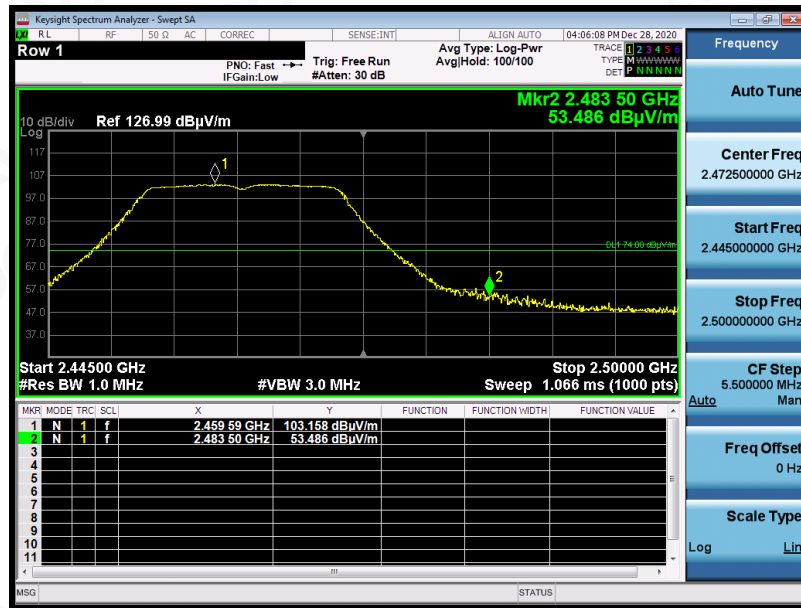 Keysight Spectrum Analyzer - Swept SA
LXI RL RF 50 Ω AC CORREC SENSE:INT ALIGN AUTO 04:06:08 PM Dec 28, 2020
Row 1
PNO: Fast
IFGain:Low
Trig: Free Run
#Atten: 30 dB
Avg Type: Log-Pwr
Avg|Hold: 100/100
TRACE 1 2 3 4 5 6
TYPE M WWWWW
DET P N N N N N
Mkr2 2.483 50 GHz
53.486 dBµV/m
10 dB/div Ref 126.99 dBµV/m
Log
117
107
97.0
87.0
77.0
67.0
57.0
47.0
37.0
1
2
DL1 74.00 dBµV/m
Start 2.44500 GHz Stop 2.50000 GHz
#Res BW 1.0 MHz #VBW 3.0 MHz Sweep 1.066 ms (1000 pts)
MKR MODE TRC SCL X Y FUNCTION FUNCTION WIDTH FUNCTION VALUE
1 N 1 f 2.459 59 GHz 103.158 dBµV/m
2 N 1 f 2.483 50 GHz 53.486 dBµV/m
3
4
5
6
7
8
9
10
11
MSG STATUS
Frequency
Auto Tune
Center Freq
2.472500000 GHz
Start Freq
2.445000000 GHz
Stop Freq
2.500000000 GHz
CF Step
5.500000 MHz
Auto Man
Freq Offset
0 Hz
Scale Type
Log Lin